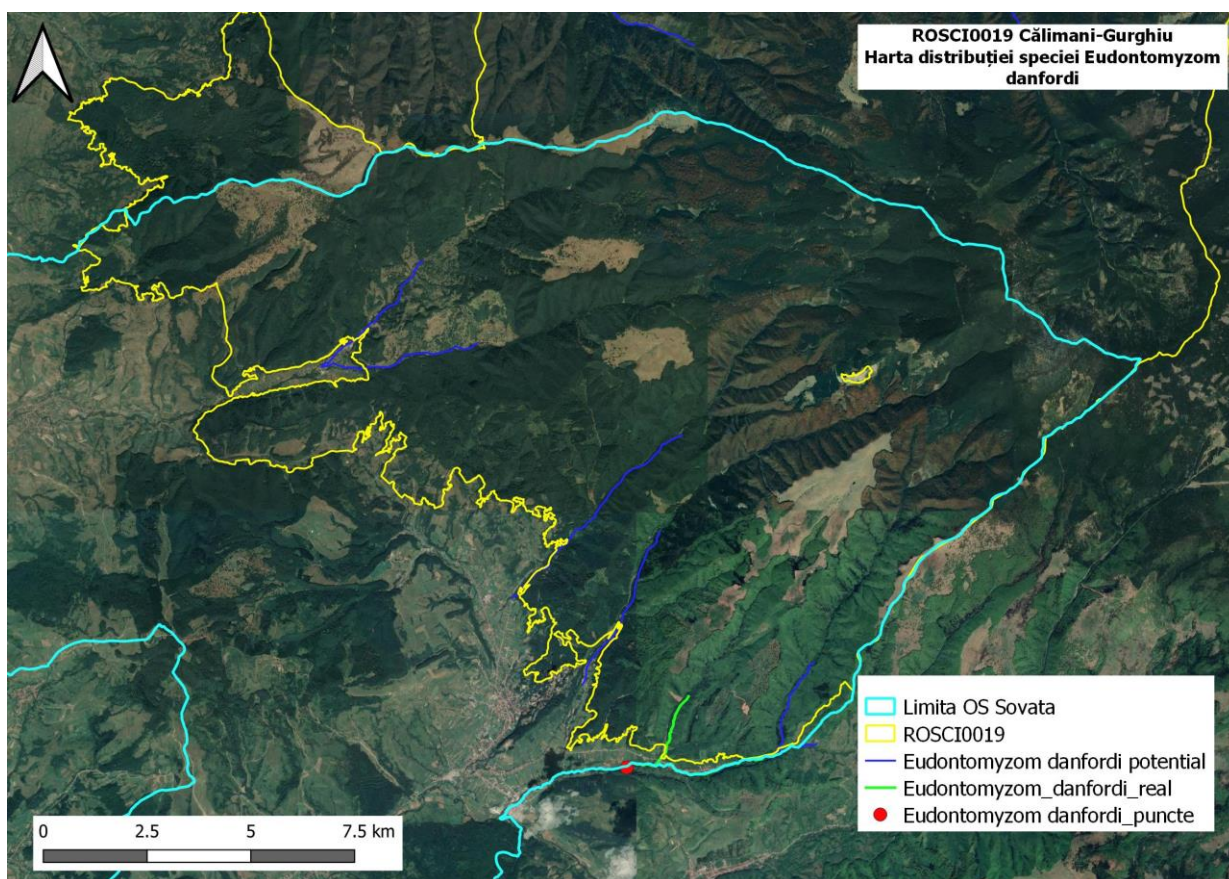 ROSCI0019 Călimani-Gurghiu
Harta distribuției speciei Eudontomyzom
danfordi
Limita OS Sovata
ROSCI0019
Eudontomyzom danfordi potential
Eudontomyzom_danfordi_real
Eudontomyzom danfordi_puncte
0 2.5 5 7.5 km